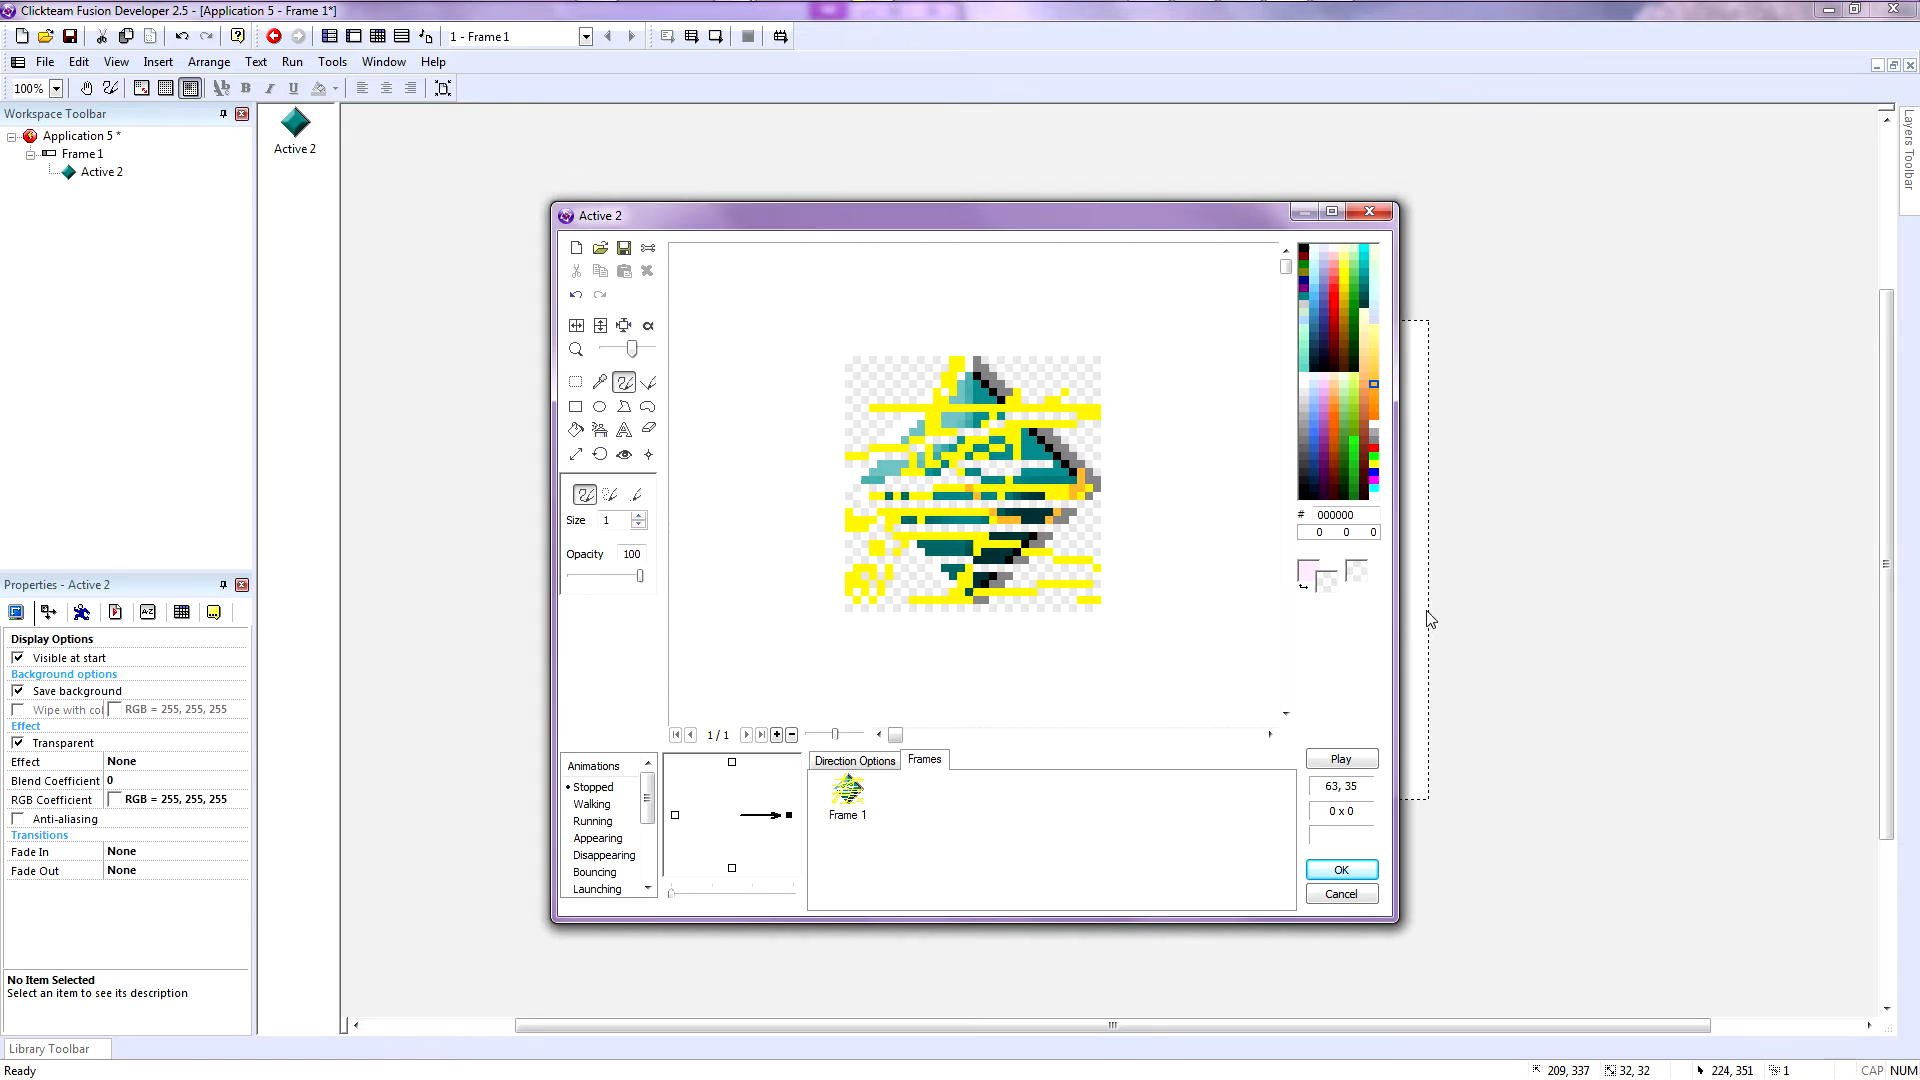 Clickteam Fusion Developer 2.5 - [Application 5 - Frame 1*]
1 - Frame 1
File Edit View Insert Arrange Text Run Tools Window Help
100%
Workspace Toolbar
Application 5 *
Frame 1
Active 2
Active 2
Layers Toolbar
Active 2
Size 1
Opacity 100
# 000000
0 0 0
1 / 1
Animations
Stopped
Walking
Running
Appearing
Disappearing
Bouncing
Launching
Direction Options Frames
Frame 1
Play
63, 35
0 x 0
OK
Cancel
Properties - Active 2
Display Options
Visible at start
Background options
Save background
Wipe with col RGB = 255, 255, 255
Effect
Transparent
Effect None
Blend Coefficient 0
RGB Coefficient RGB = 255, 255, 255
Anti-aliasing
Transitions
Fade In None
Fade Out None
No Item Selected
Select an item to see its description
Library Toolbar
Ready 209, 337 32, 32 224, 351 1 CAP NUM